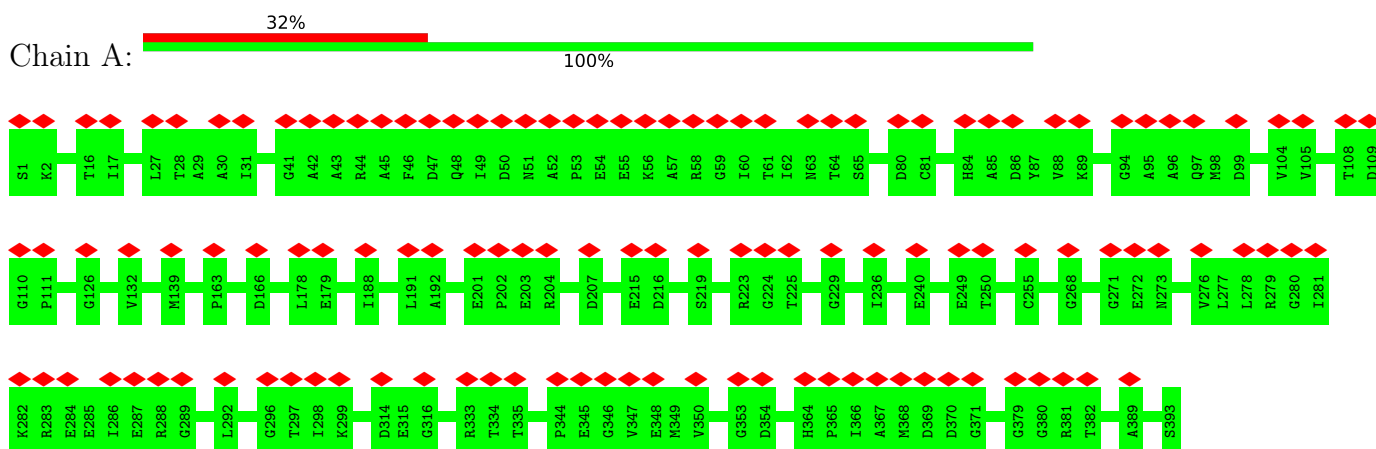 32%
Chain A:
100%
S1 K2 T16 I17 L27 T28 A29 A30 I31 G41 A42 A43 R44 A45 F46 D47 Q48 I49 D50 N51 A52 P53 E54 E55 K56 A57 R58 G59 I60 T61 I62 N63 T64 S65 D80 C81 H84 A85 D86 Y87 V88 K89 G94 A95 A96 Q97 M98 D99 V104 V105 T108 D109
G110 P111 G126 V132 M139 P163 D166 L178 E179 I188 L191 A192 E201 P202 E203 R204 D207 E215 D216 S219 R223 G224 T225 G229 I236 E240 E249 T250 C255 G268 G271 E272 N273 V276 L277 L278 R279 G280 I281
K282 R283 E284 E285 I286 E287 R288 G289 L292 G296 T297 I298 K299 D314 E315 G316 R333 T334 T335 P344 E345 G346 V347 E348 M349 V350 G353 D354 H364 P365 I366 A367 M368 D369 D370 G371 G379 G380 R381 T382 A389 S393